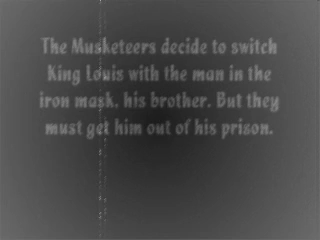 The Musketeers decide to switch
King Louis with the man in the
iron mask, his brother. But they
must get him out of his prison.